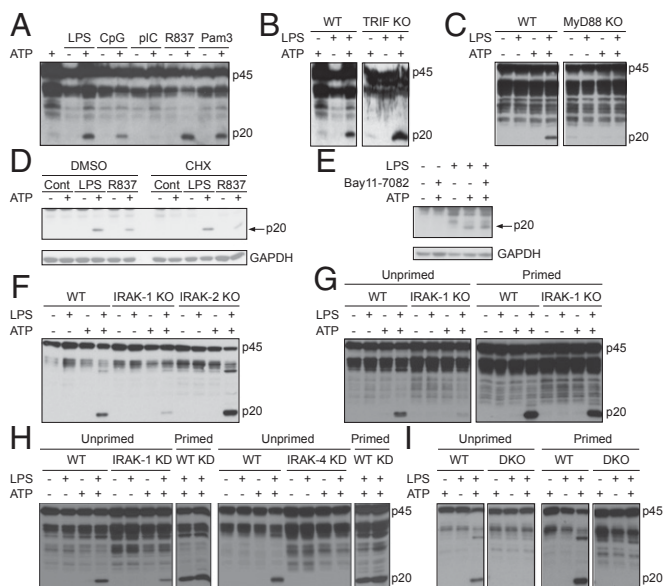 A
LPS CpG pIC R837 Pam3
ATP + - + - + - + - + - +
p45
p20
B
WT TRIF KO
LPS - + + - + +
ATP + - + + - +
p45
p20
C
WT MyD88 KO
LPS - + - + - + - +
ATP - - + + - - + +
p45
p20
D
DMSO CHX
Cont LPS R837 Cont LPS R837
ATP - + - + - + - + - + - +
p20
GAPDH
E
LPS - - + + +
Bay11-7082 - + - - +
ATP - + - + +
p20
GAPDH
F
WT IRAK-1 KO IRAK-2 KO
LPS - + - + - + - + - + - +
ATP - - + + - - + + - - + +
p45
p20
G
Unprimed Primed
WT IRAK-1 KO WT IRAK-1 KO
LPS - + - + - + - + - + - + - + - +
ATP - - + + - - + + - - + + - - + +
p45
p20
H
Unprimed Primed Unprimed Primed
WT IRAK-1 KD WT KD WT IRAK-4 KD WT KD
LPS - + - + - + - + + + - + - + - + - + + +
ATP - - + + - - + + + + - - + + - - + + + +
p45
p20
I
Unprimed Primed
WT DKO WT DKO
LPS - + + - + + - + + - + +
ATP - - + - - + - - + - - +
p45
p20